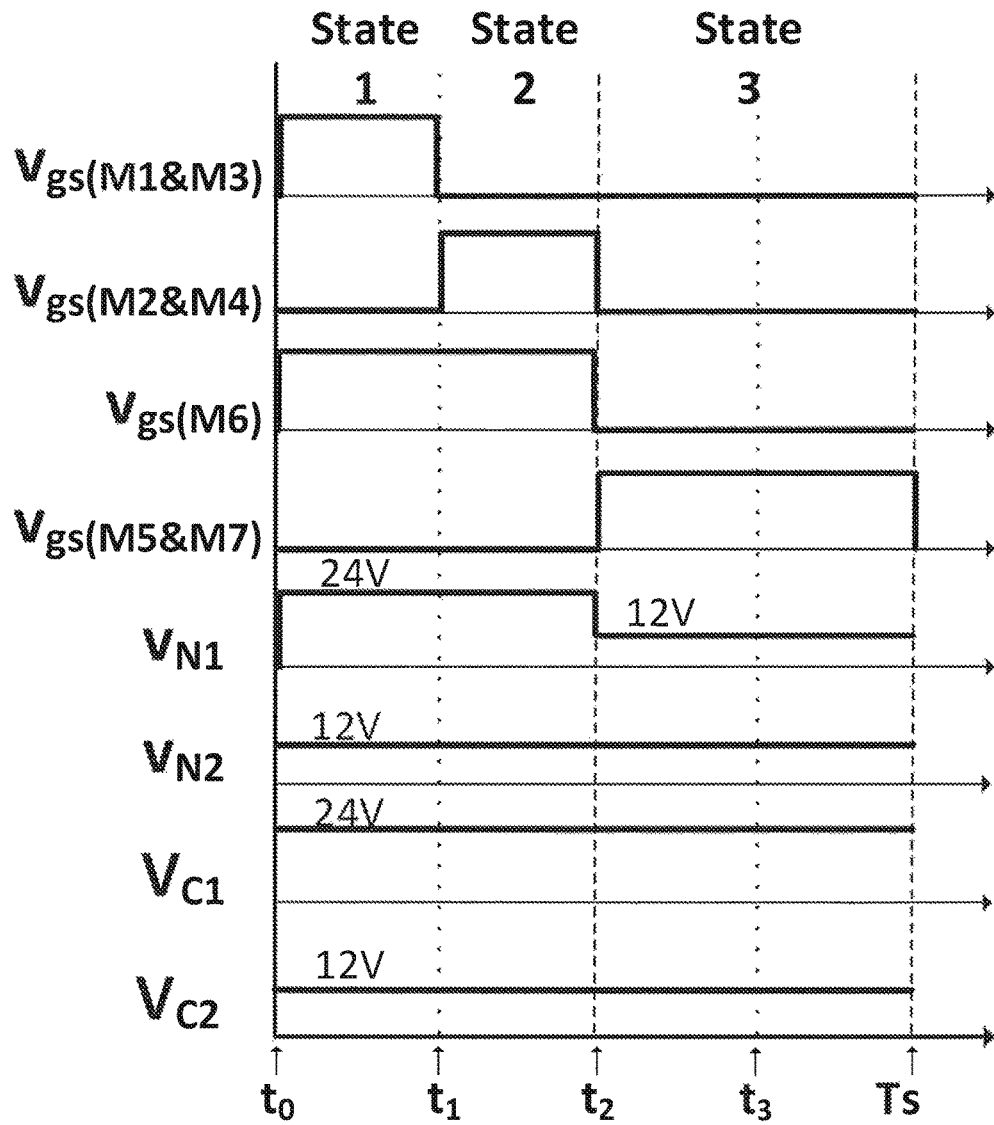 State State State
1 2 3
Vgs(M1&M3)
Vgs(M2&M4)
Vgs(M6)
Vgs(M5&M7)
24V
12V
VN1
12V
VN2
24V
VC1
12V
VC2
t0 t1 t2 t3 Ts